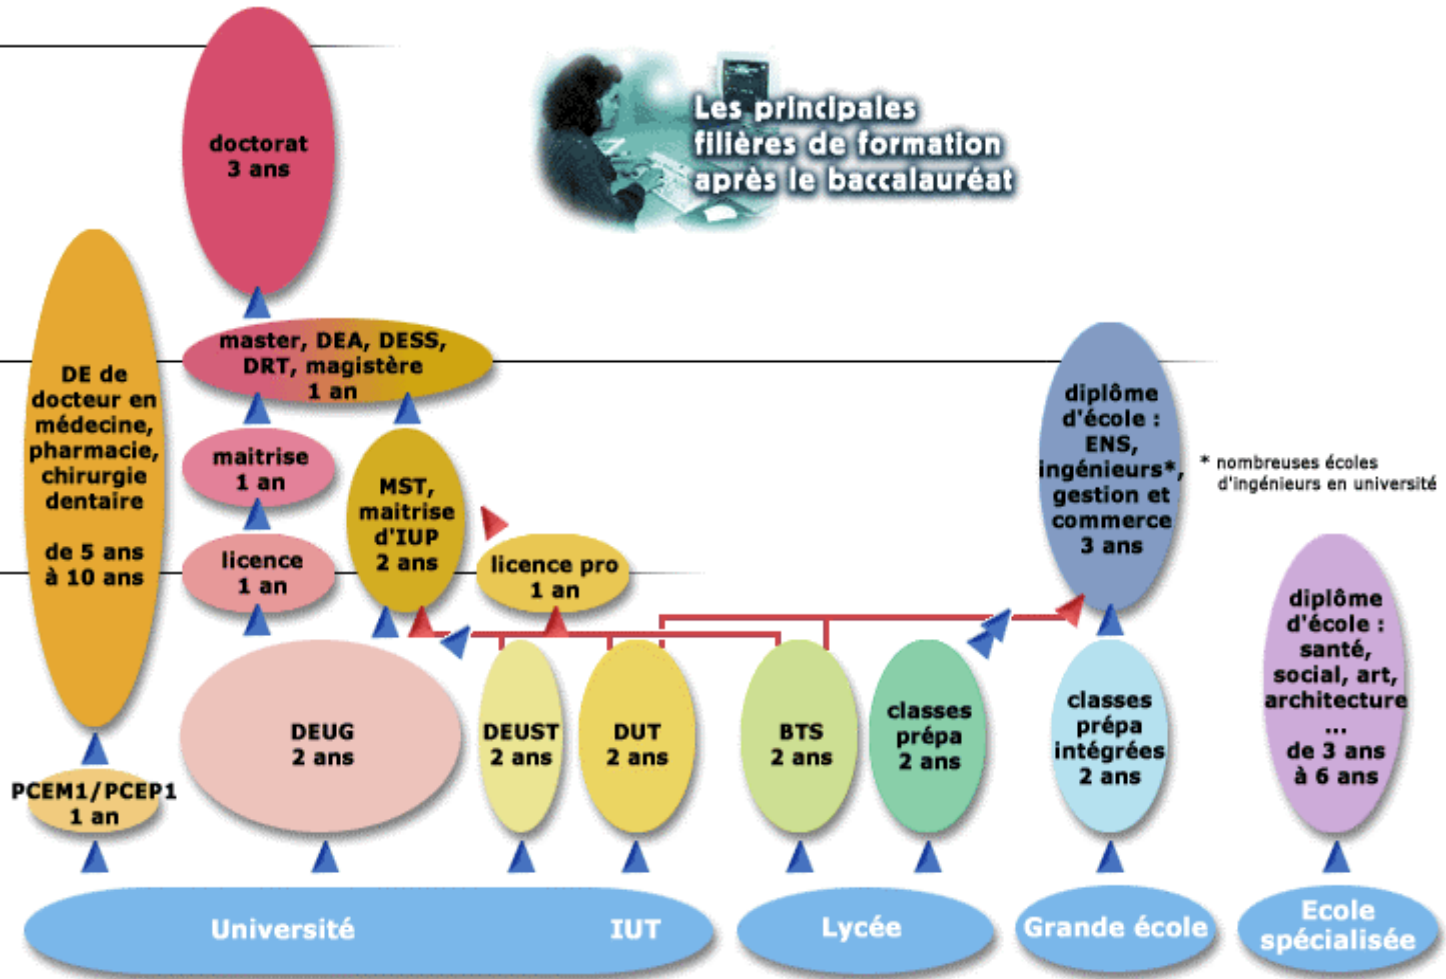 Les principales
filières de formation
après le baccalauréat
doctorat
3 ans
master, DEA, DESS,
DRT, magistère
1 an
DE de
docteur en
médecine,
pharmacie,
chirurgie
dentaire
de 5 ans
à 10 ans
maitrise
1 an
MST,
maitrise
d'IUP
2 ans
licence
1 an
licence pro
1 an
diplôme
d'école :
ENS,
ingénieurs*,
gestion et
commerce
3 ans
* nombreuses écoles
d'ingénieurs en université
diplôme
d'école :
santé,
social, art,
architecture
...
de 3 ans
à 6 ans
PCEM1/PCEP1
1 an
DEUG
2 ans
DEUST
2 ans
DUT
2 ans
BTS
2 ans
classes
prépa
2 ans
classes
prépa
intégrées
2 ans
Université
IUT
Lycée
Grande école
Ecole
spécialisée